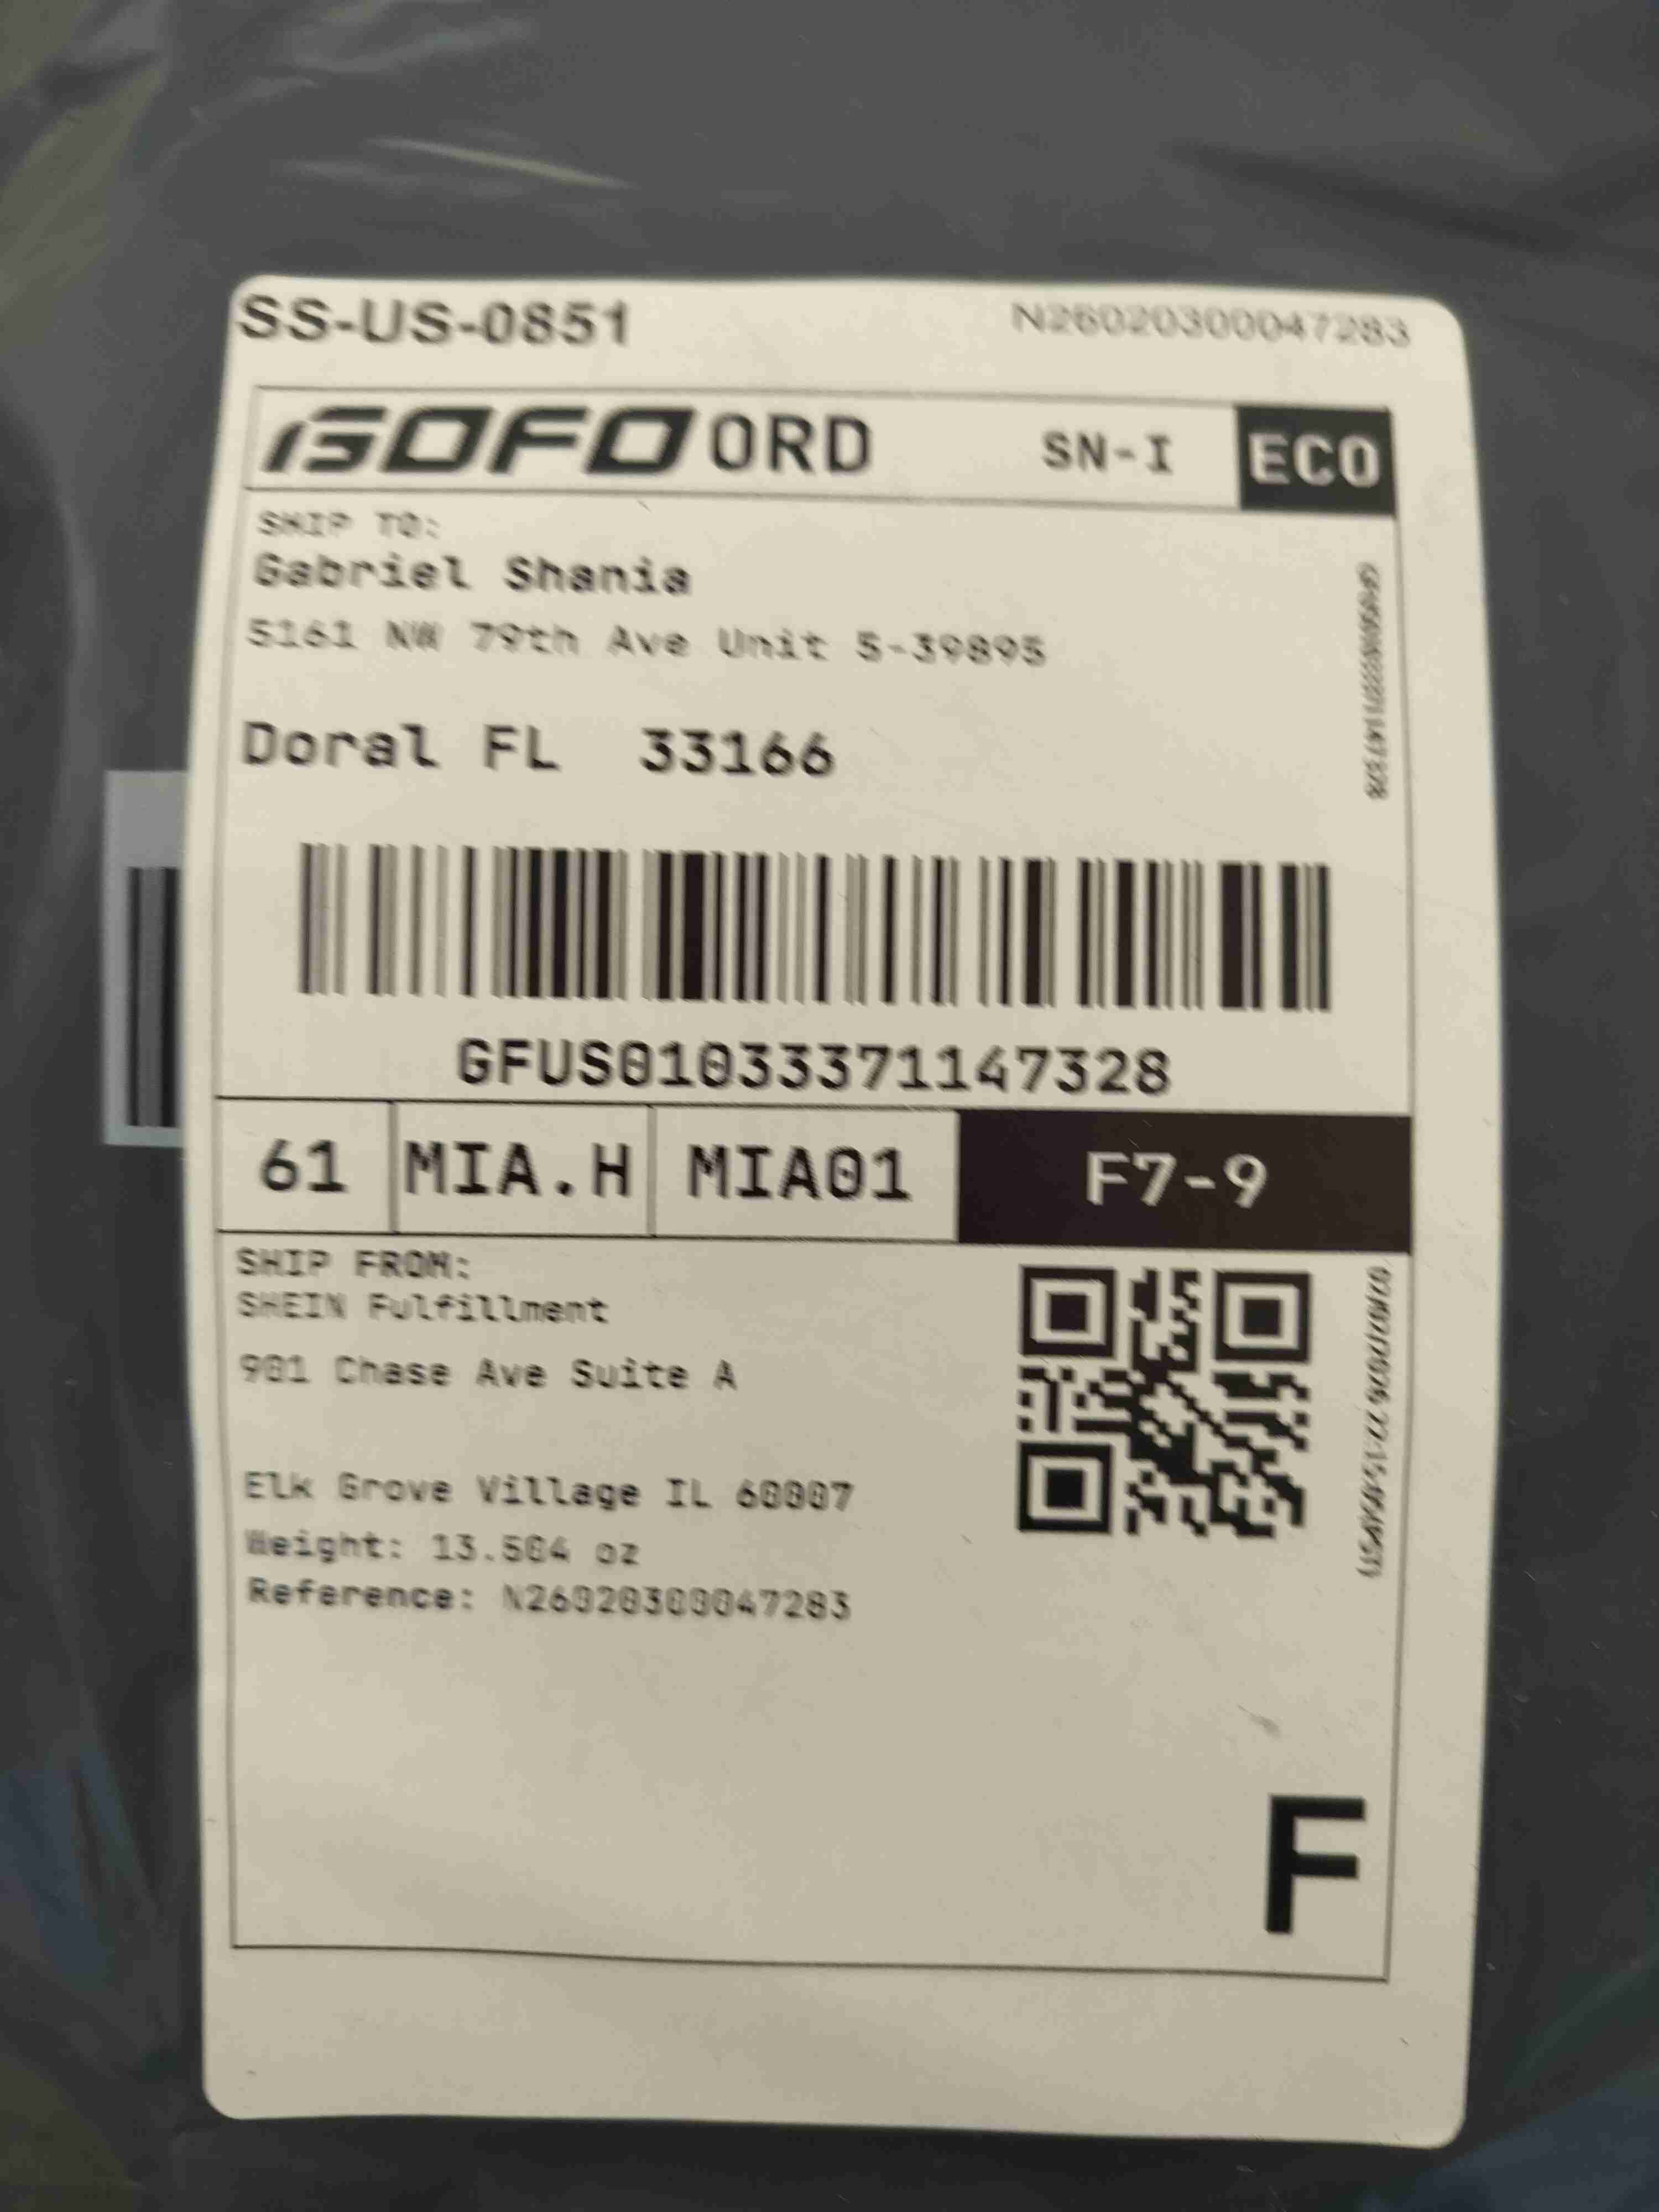 SS-US-0851 N26020300047283
GOFO ORD SN-I ECO
SHIP TO:
Gabriel Shania
5161 NW 79th Ave Unit 5-39895
Doral FL 33166
GFUS01033371147328
61 MIA.H MIA01 F7-9
SHIP FROM:
SHEIN Fulfillment
901 Chase Ave Suite A
Elk Grove Village IL 60007
Weight: 13.504 oz
Reference: N26020300047283
F